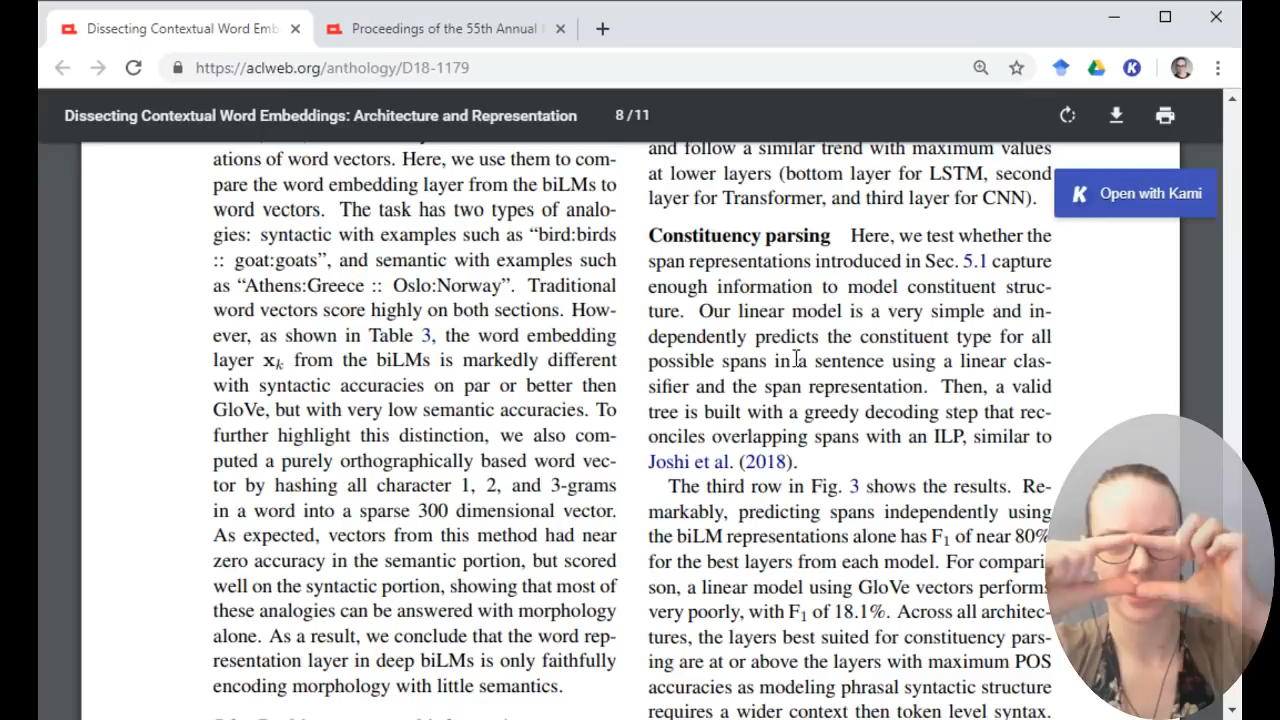 Dissecting Contextual Word Emb
Proceedings of the 55th Annual
https://aclweb.org/anthology/D18-1179
Dissecting Contextual Word Embeddings: Architecture and Representation
8 / 11
Open with Kami
ations of word vectors. Here, we use them to com-
pare the word embedding layer from the biLMs to
word vectors. The task has two types of analo-
gies: syntactic with examples such as “bird:birds
:: goat:goats”, and semantic with examples such
as “Athens:Greece :: Oslo:Norway”. Traditional
word vectors score highly on both sections. How-
ever, as shown in Table 3, the word embedding
layer xk from the biLMs is markedly different
with syntactic accuracies on par or better then
GloVe, but with very low semantic accuracies. To
further highlight this distinction, we also com-
puted a purely orthographically based word vec-
tor by hashing all character 1, 2, and 3-grams
in a word into a sparse 300 dimensional vector.
As expected, vectors from this method had near
zero accuracy in the semantic portion, but scored
well on the syntactic portion, showing that most of
these analogies can be answered with morphology
alone. As a result, we conclude that the word rep-
resentation layer in deep biLMs is only faithfully
encoding morphology with little semantics.
and follow a similar trend with maximum values
at lower layers (bottom layer for LSTM, second
layer for Transformer, and third layer for CNN).
Constituency parsing Here, we test whether the
span representations introduced in Sec. 5.1 capture
enough information to model constituent struc-
ture. Our linear model is a very simple and in-
dependently predicts the constituent type for all
possible spans in a sentence using a linear clas-
sifier and the span representation. Then, a valid
tree is built with a greedy decoding step that rec-
onciles overlapping spans with an ILP, similar to
Joshi et al. (2018).
The third row in Fig. 3 shows the results. Re-
markably, predicting spans independently using
the biLM representations alone has F1 of near 80%
for the best layers from each model. For compari-
son, a linear model using GloVe vectors performs
very poorly, with F1 of 18.1%. Across all architec-
tures, the layers best suited for constituency pars-
ing are at or above the layers with maximum POS
accuracies as modeling phrasal syntactic structure
requires a wider context then token level syntax.